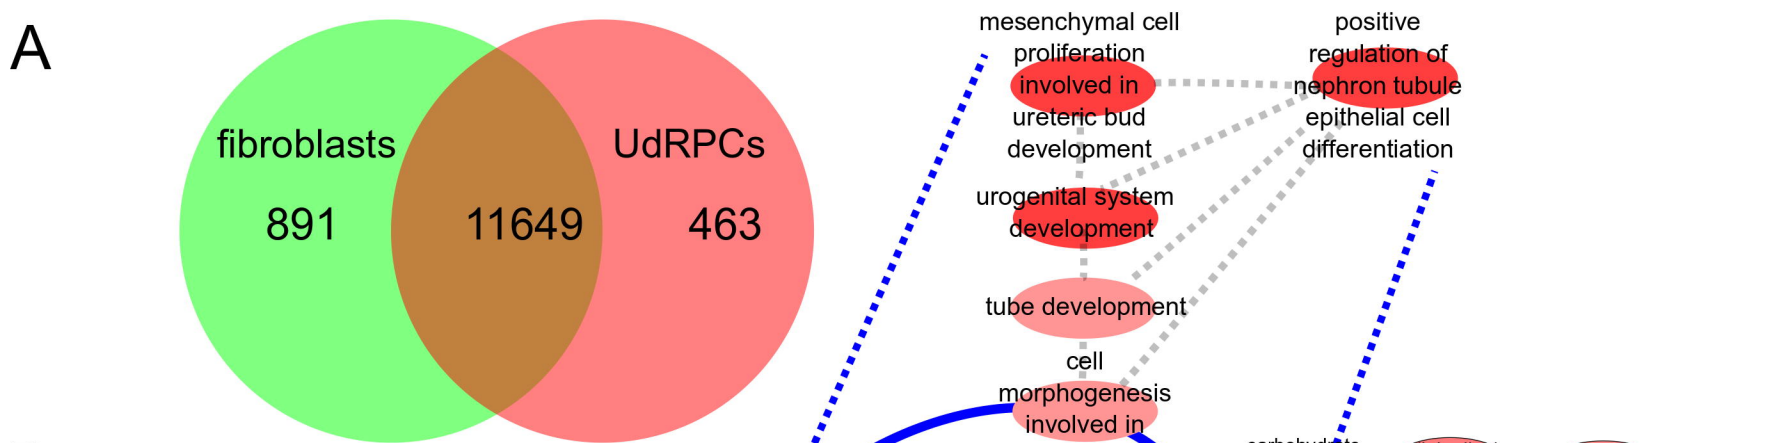 A
fibroblasts
UdRPCs
891
11649
463
mesenchymal cell
proliferation
involved in
ureteric bud
development
positive
regulation of
nephron tubule
epithelial cell
differentiation
urogenital system
development
tube development
cell
morphogenesis
involved in